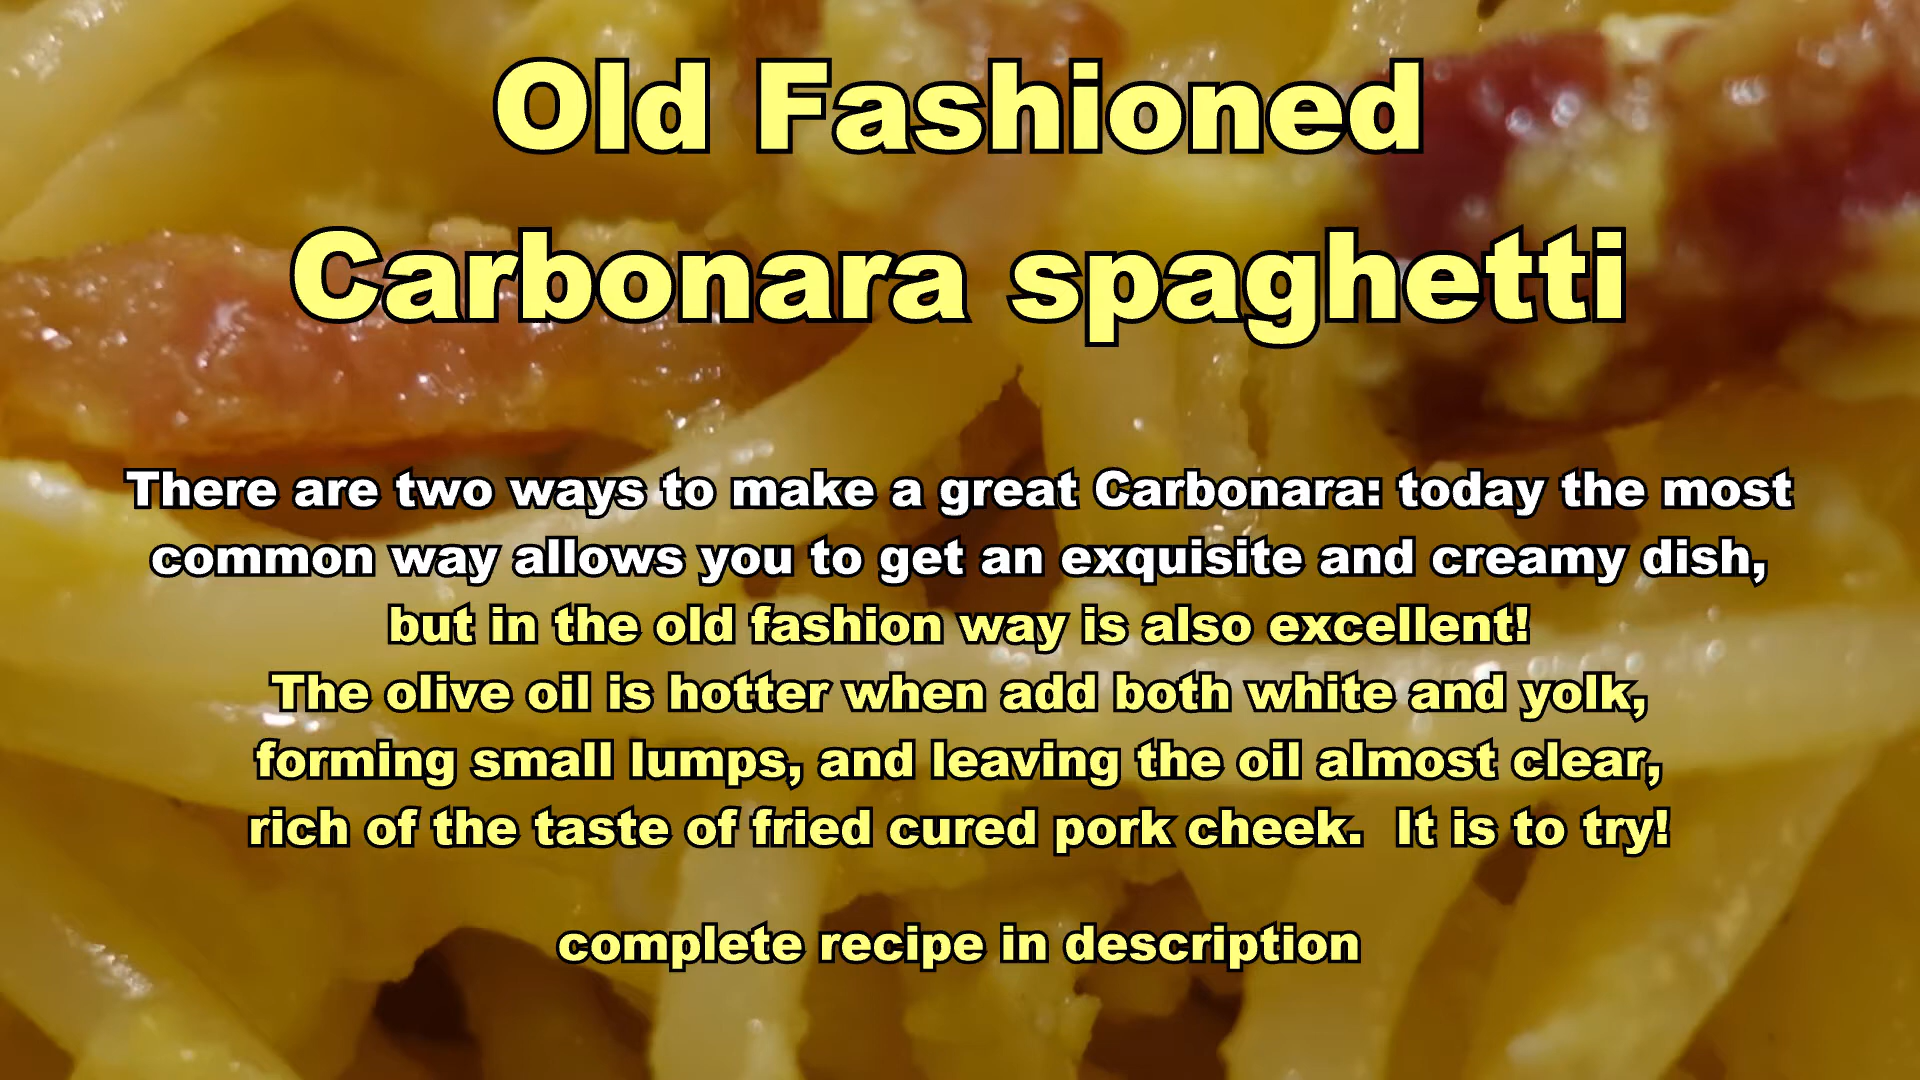 Old Fashioned
Carbonara spaghetti
There are two ways to make a great Carbonara: today the most
common way allows you to get an exquisite and creamy dish,
but in the old fashion way is also excellent!
The olive oil is hotter when add both white and yolk,
forming small lumps, and leaving the oil almost clear,
rich of the taste of fried cured pork cheek.  It is to try!
complete recipe in description